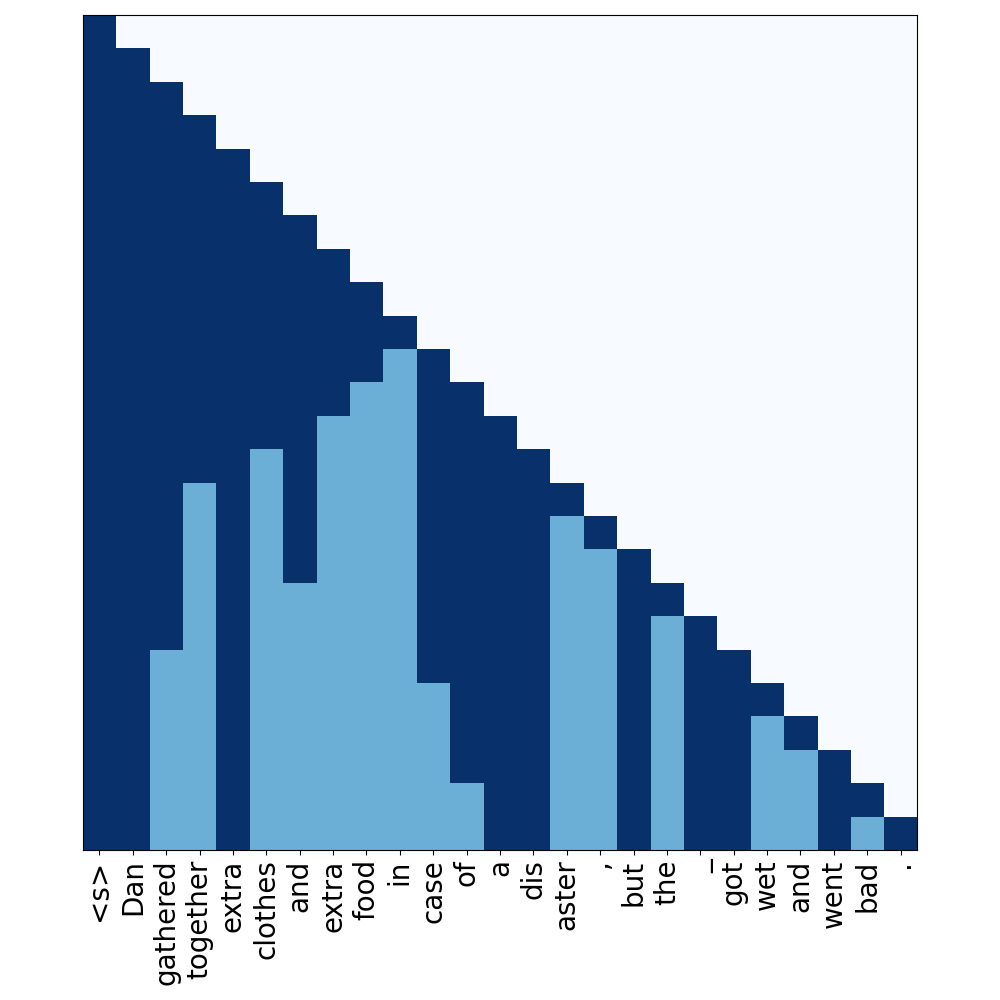 <s> Dan gathered together extra clothes and extra food in case of a dis aster , but the _ got wet and went bad .